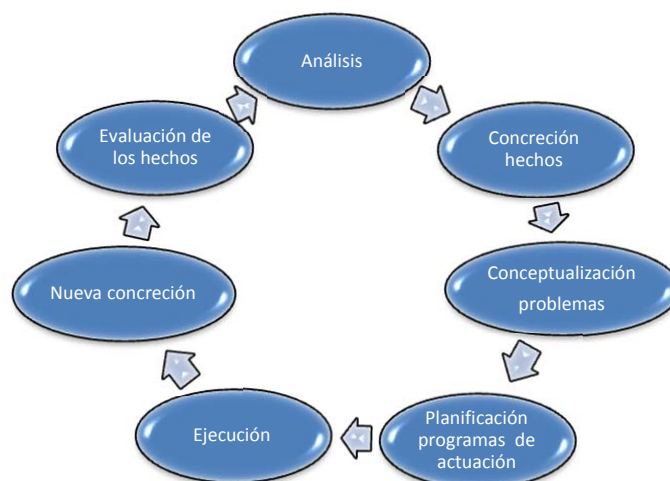 Análisis
Concreción
hechos
Conceptualización
problemas
Planificación
programas de
actuación
Ejecución
Nueva concreción
Evaluación de
los hechos